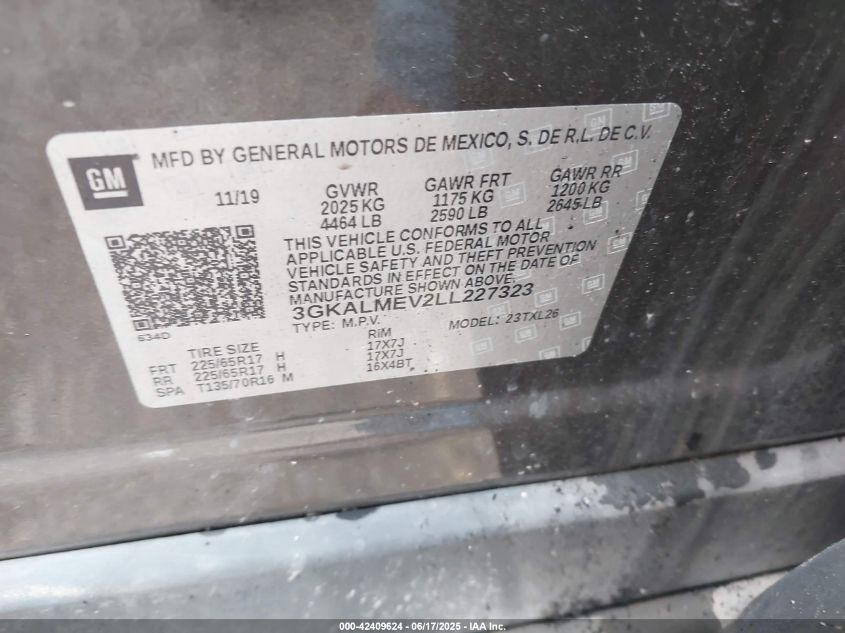 GM
MFD BY GENERAL MOTORS DE MEXICO, S. DE R.L. DE C.V.
11/19 GVWR GAWR FRT GAWR RR
2025 KG 1175 KG 1200 KG
4464 LB 2590 LB 2645 LB
THIS VEHICLE CONFORMS TO ALL
APPLICABLE U.S. FEDERAL MOTOR
VEHICLE SAFETY AND THEFT PREVENTION
STANDARDS IN EFFECT ON THE DATE OF
MANUFACTURE SHOWN ABOVE.
3GKALMEV2LL227323
534D TYPE: M.P.V. MODEL: 23TXL26
TIRE SIZE RIM
FRT 225/65R17 H 17X7J
RR 225/65R17 H 17X7J
SPA T135/70R16 M 16X4BT
000-42409624 - 06/17/2025 - IAA Inc.